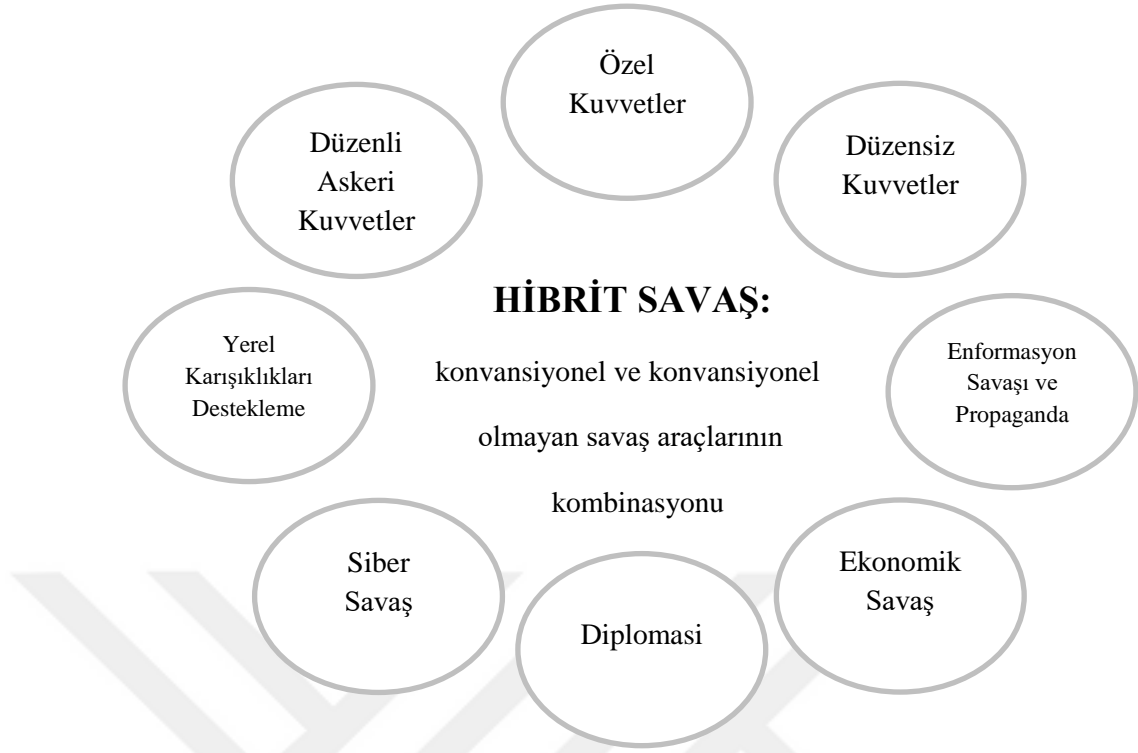 Özel
Kuvvetler
Düzenli
Askeri
Kuvvetler
Düzensiz
Kuvvetler
HİBRİT SAVAŞ:
konvansiyonel ve konvansiyonel
olmayan savaş araçlarının
kombinasyonu
Yerel
Karışıklıkları
Destekleme
Enformasyon
Savaşı ve
Propaganda
Siber
Savaş
Diplomasi
Ekonomik
Savaş